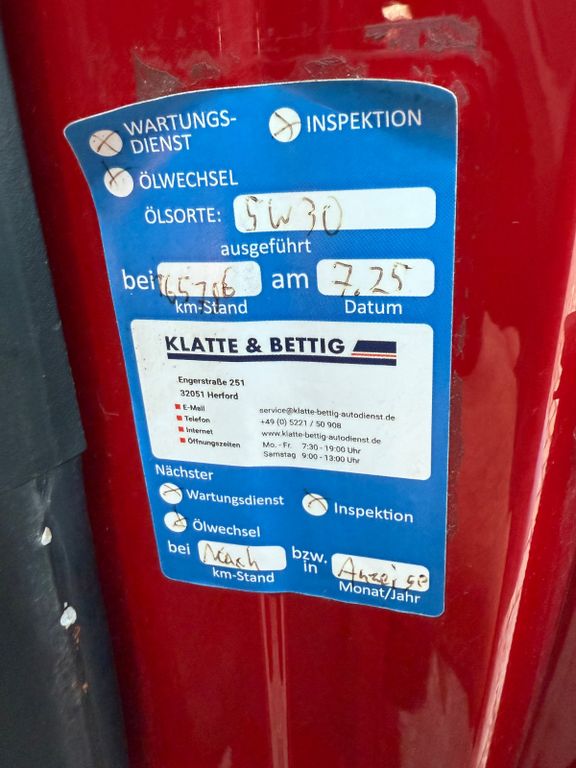 WARTUNGS-
DIENST
INSPEKTION
ÖLWECHSEL
ÖLSORTE: 5W30
ausgeführt
bei am 7.25
km-Stand Datum
KLATTE & BETTIG
Engerstraße 251
32051 Herford
E-Mail service@klatte-bettig-autodienst.de
Telefon +49 (0) 5221 / 50 908
Internet www.klatte-bettig-autodienst.de
Öffnungszeiten Mo. - Fr. 7:30 - 19:00 Uhr
Samstag 9:00 - 13:00 Uhr
Nächster
Wartungsdienst Inspektion
Ölwechsel
bei Nach bzw. in Anzeige
km-Stand Monat/Jahr